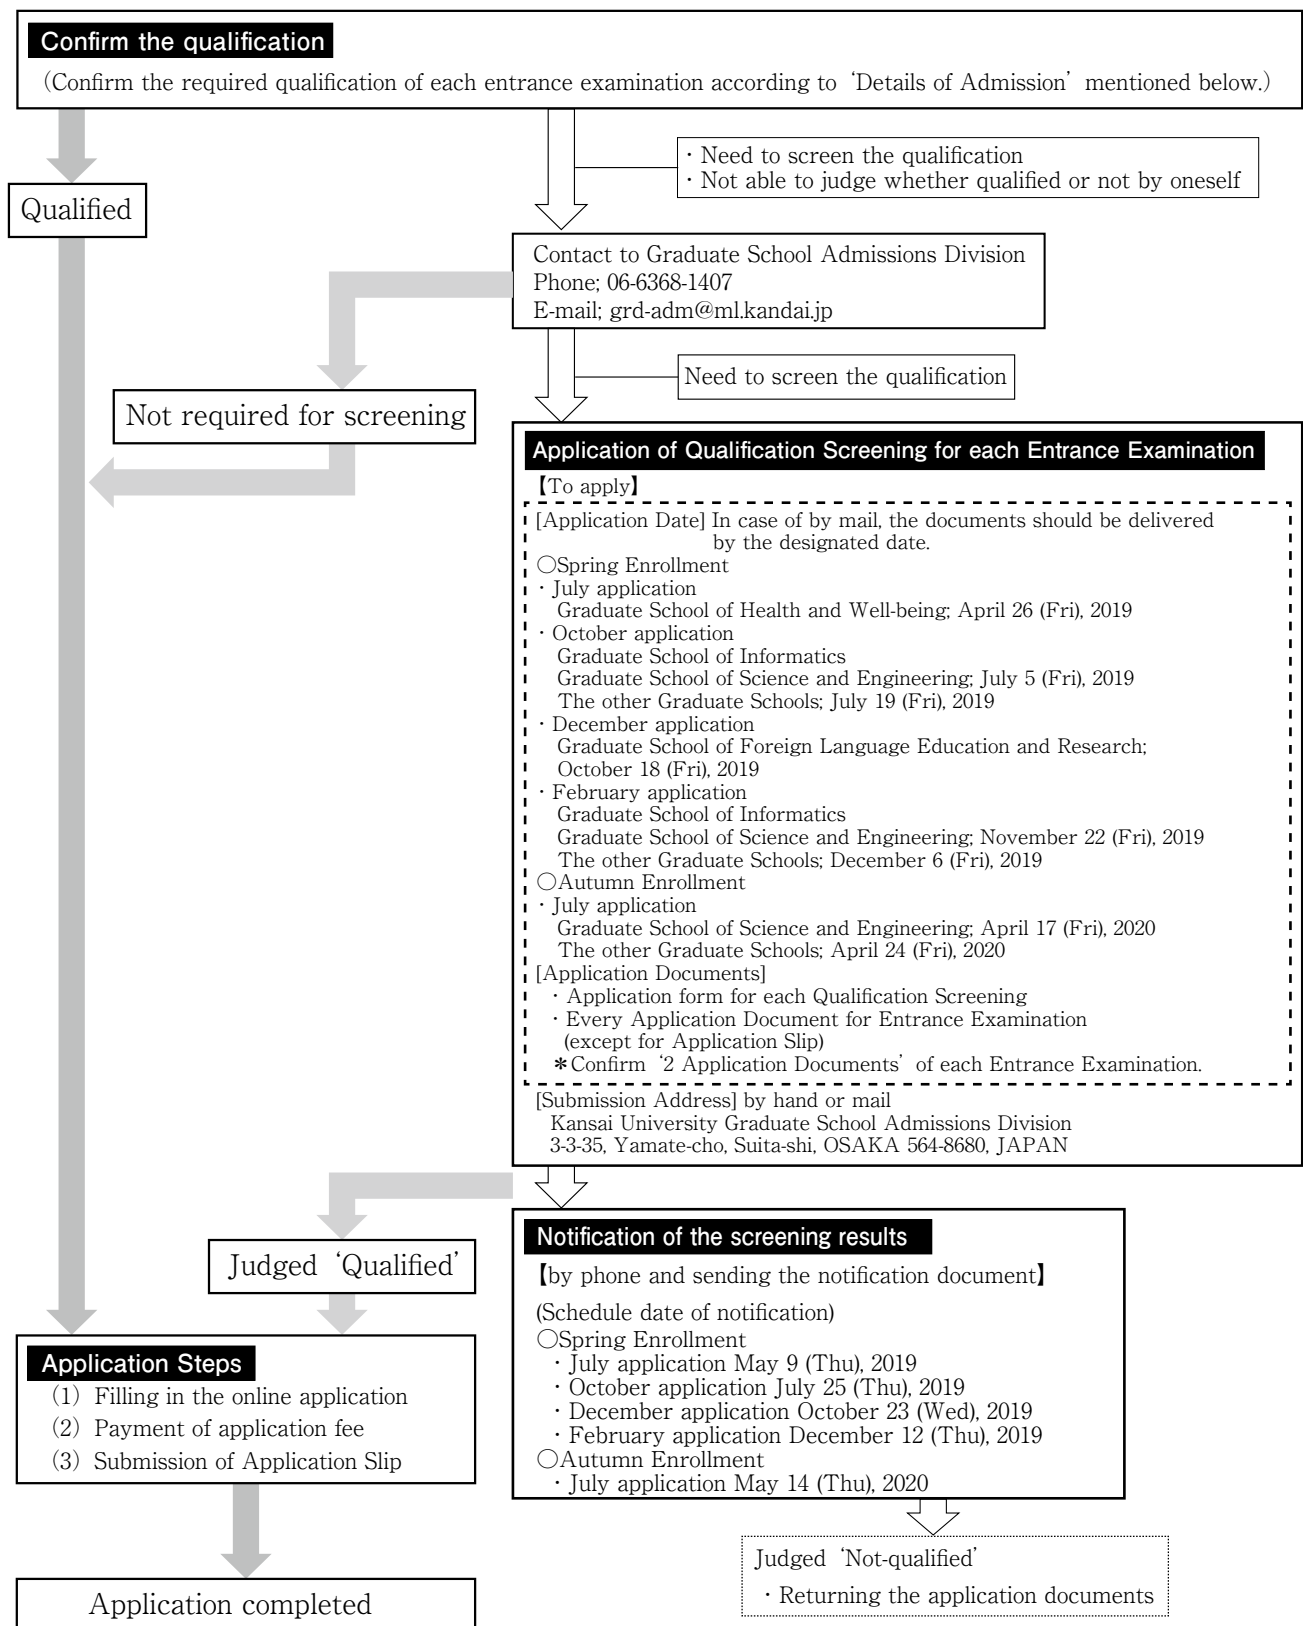 Confirm the qualification
（Confirm the required qualification of each entrance examination according to ‘Details of Admission’ mentioned below.）
・Need to screen the qualification
・Not able to judge whether qualified or not by oneself
Qualified
Contact to Graduate School Admissions Division
Phone; 06-6368-1407
E-mail; grd-adm@ml.kandai.jp
Need to screen the qualification
Not required for screening
Application of Qualification Screening for each Entrance Examination
【To apply】
[Application Date] In case of by mail, the documents should be delivered
by the designated date.
○Spring Enrollment
・July application
Graduate School of Health and Well-being; April 26 (Fri), 2019
・October application
Graduate School of Informatics
Graduate School of Science and Engineering; July 5 (Fri), 2019
The other Graduate Schools; July 19 (Fri), 2019
・December application
Graduate School of Foreign Language Education and Research;
October 18 (Fri), 2019
・February application
Graduate School of Informatics
Graduate School of Science and Engineering; November 22 (Fri), 2019
The other Graduate Schools; December 6 (Fri), 2019
○Autumn Enrollment
・July application
Graduate School of Science and Engineering; April 17 (Fri), 2020
The other Graduate Schools; April 24 (Fri), 2020
[Application Documents]
・Application form for each Qualification Screening
・Every Application Document for Entrance Examination
(except for Application Slip)
＊Confirm ‘2 Application Documents’ of each Entrance Examination.
[Submission Address] by hand or mail
Kansai University Graduate School Admissions Division
3-3-35, Yamate-cho, Suita-shi, OSAKA 564-8680, JAPAN
Judged ‘Qualified’
Notification of the screening results
【by phone and sending the notification document】
(Schedule date of notification)
○Spring Enrollment
・July application May 9 (Thu), 2019
・October application July 25 (Thu), 2019
・December application October 23 (Wed), 2019
・February application December 12 (Thu), 2019
○Autumn Enrollment
・July application May 14 (Thu), 2020
Application Steps
（1）Filling in the online application
（2）Payment of application fee
（3）Submission of Application Slip
Judged ‘Not-qualified’
・Returning the application documents
Application completed